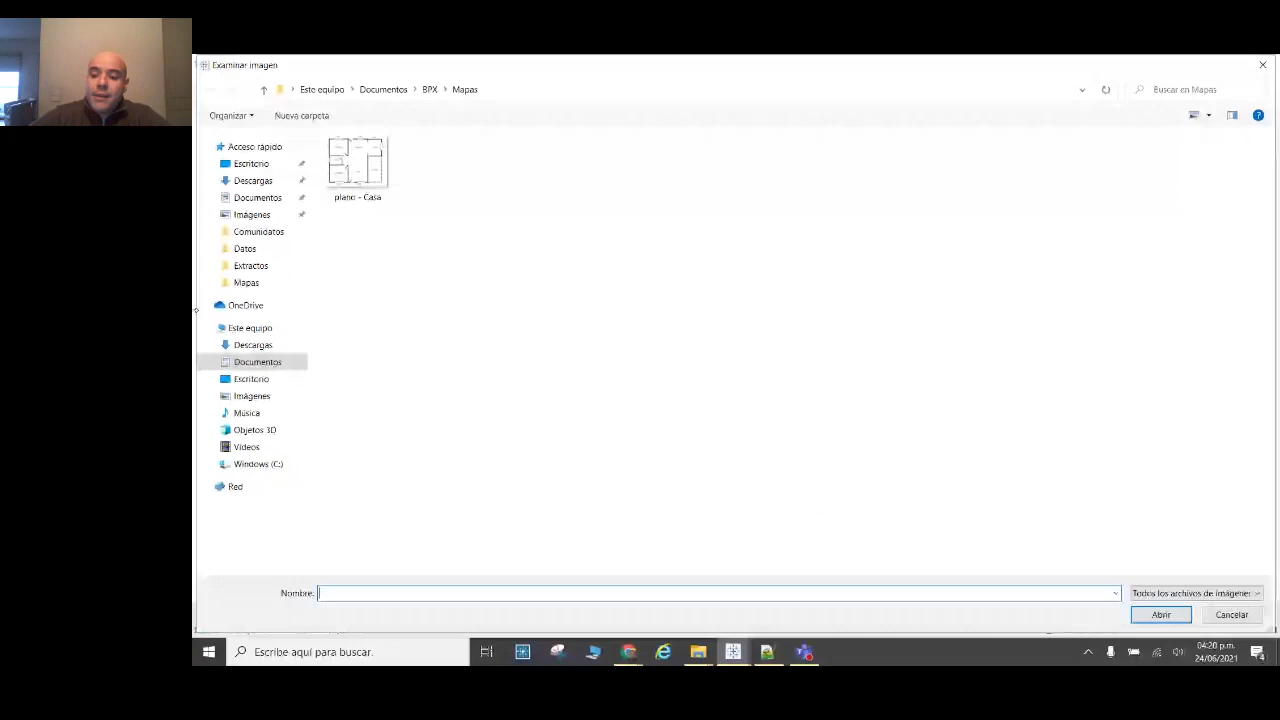 Examinar imagen
Este equipo > Documentos > BPX > Mapas
Buscar en Mapas
Organizar
Nueva carpeta
Acceso rápido
Escritorio
Descargas
Documentos
Imágenes
Comunidatos
Datos
Extractos
Mapas
OneDrive
Este equipo
Descargas
Documentos
Escritorio
Imágenes
Música
Objetos 3D
Vídeos
Windows (C:)
Red
plano - Casa
Nombre:
Todos los archivos de imágenes
Abrir
Cancelar
Escribe aquí para buscar.
04:20 p.m.
24/06/2021
4